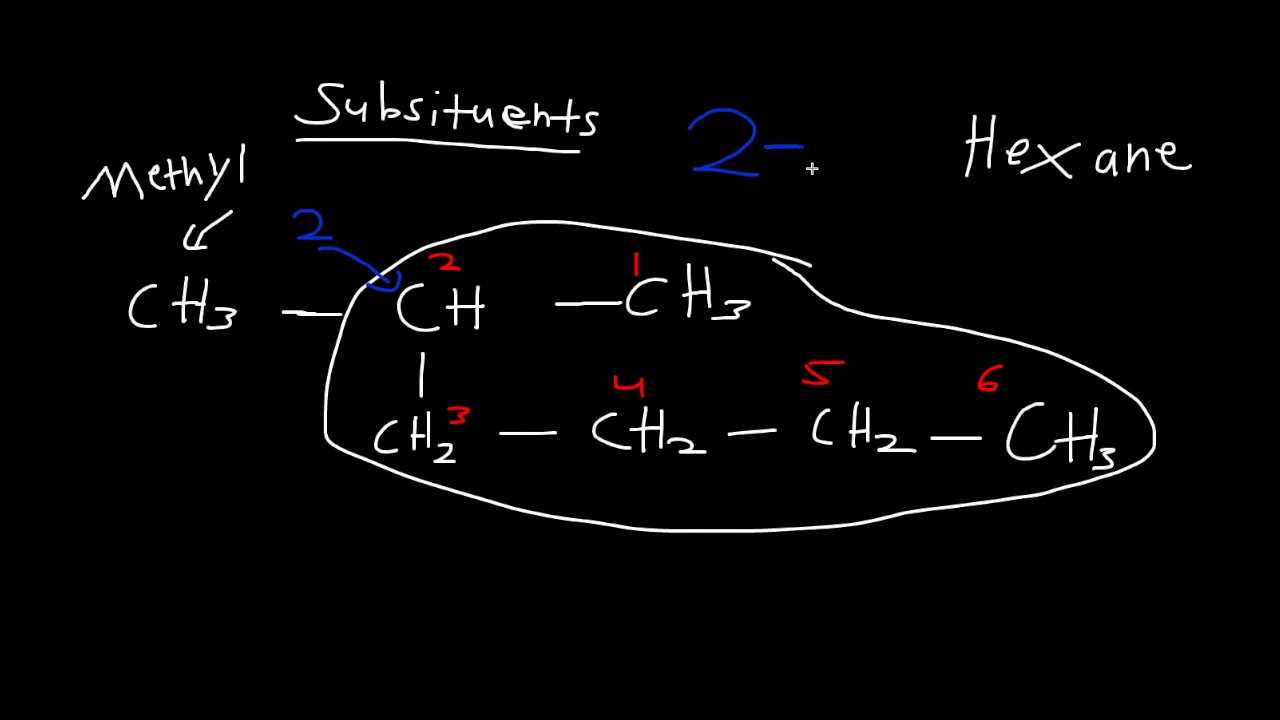 Subsituents
2- Hexane
Methyl
2
2 1
CH3 - CH - CH3
3 4 5 6
CH2 - CH2 - CH2 - CH3